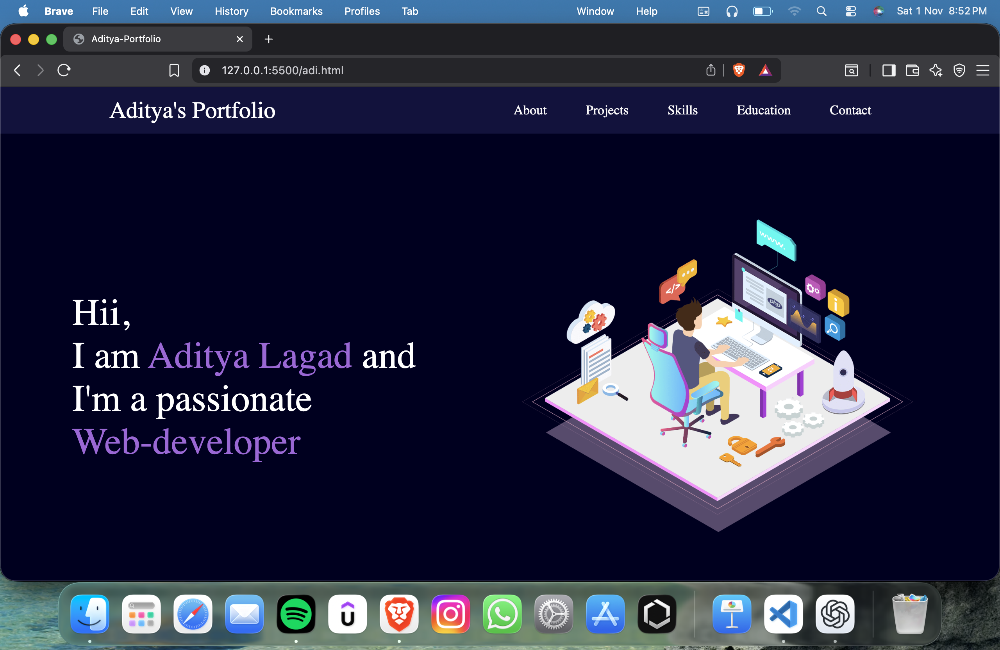 Brave File Edit View History Bookmarks Profiles Tab Window Help Sat 1 Nov 8:52 PM
Aditya-Portfolio
127.0.0.1:5500/adi.html
Aditya's Portfolio About Projects Skills Education Contact
www.
</>
php
i
Hii,
I am Aditya Lagad and
I'm a passionate
Web-developer